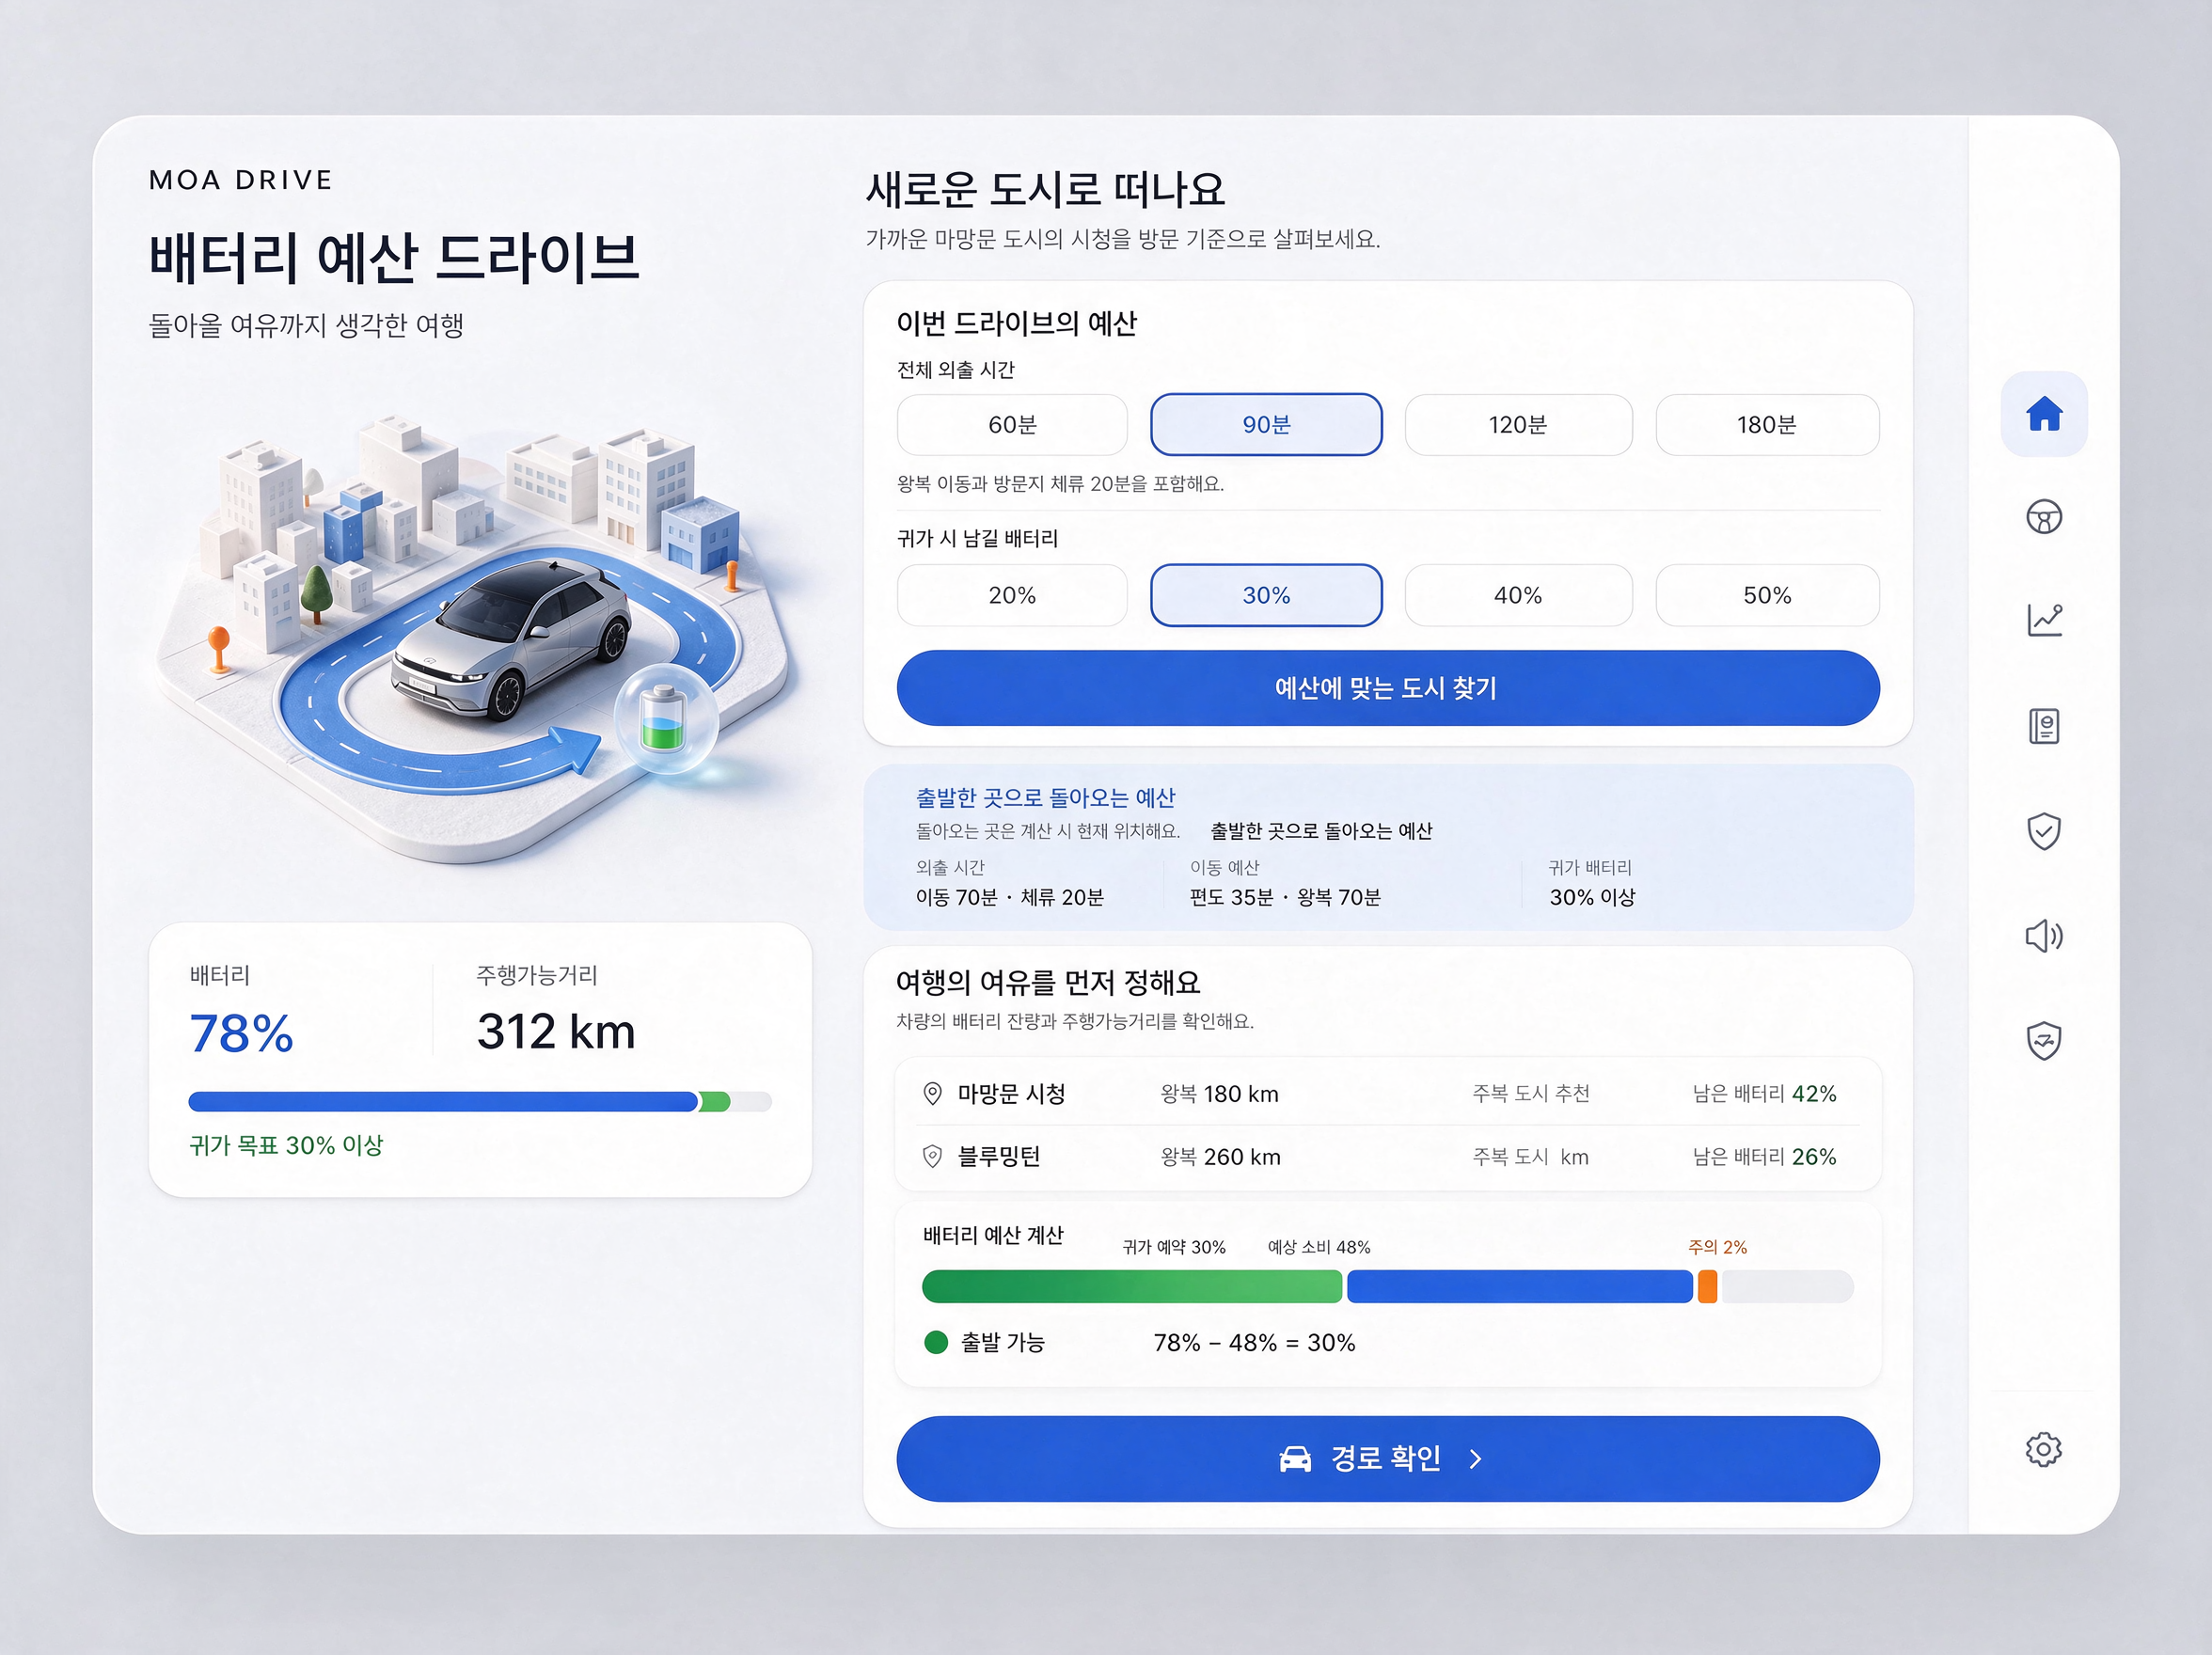 MOA DRIVE
배터리 예산 드라이브
돌아올 여유까지 생각한 여행
배터리
78%
주행가능거리
312 km
귀가 목표 30% 이상
새로운 도시로 떠나요
가까운 마망문 도시의 시청을 방문 기준으로 살펴보세요.
이번 드라이브의 예산
전체 외출 시간
60분
90분
120분
180분
왕복 이동과 방문지 체류 20분을 포함해요.
귀가 시 남길 배터리
20%
30%
40%
50%
예산에 맞는 도시 찾기
출발한 곳으로 돌아오는 예산
돌아오는 곳은 계산 시 현재 위치해요. 출발한 곳으로 돌아오는 예산
외출 시간
이동 70분 · 체류 20분
이동 예산
편도 35분 · 왕복 70분
귀가 배터리
30% 이상
여행의 여유를 먼저 정해요
차량의 배터리 잔량과 주행가능거리를 확인해요.
마망문 시청 왕복 180 km 주복 도시 추천 남은 배터리 42%
블루밍턴 왕복 260 km 주복 도시 km 남은 배터리 26%
배터리 예산 계산
귀가 예약 30%
예상 소비 48%
주의 2%
출발 가능
78% – 48% = 30%
경로 확인